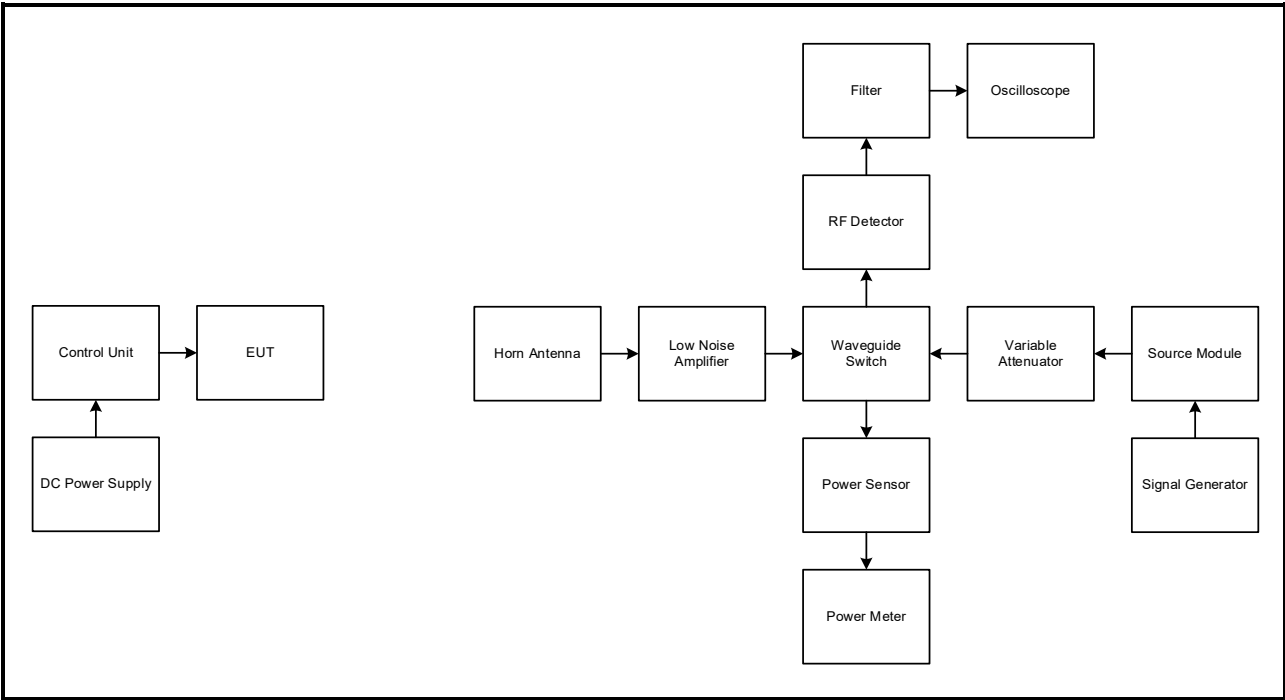 Filter
Oscilloscope
RF Detector
Control Unit
EUT
Horn Antenna
Low Noise
Amplifier
Waveguide
Switch
Variable
Attenuator
Source Module
DC Power Supply
Power Sensor
Signal Generator
Power Meter